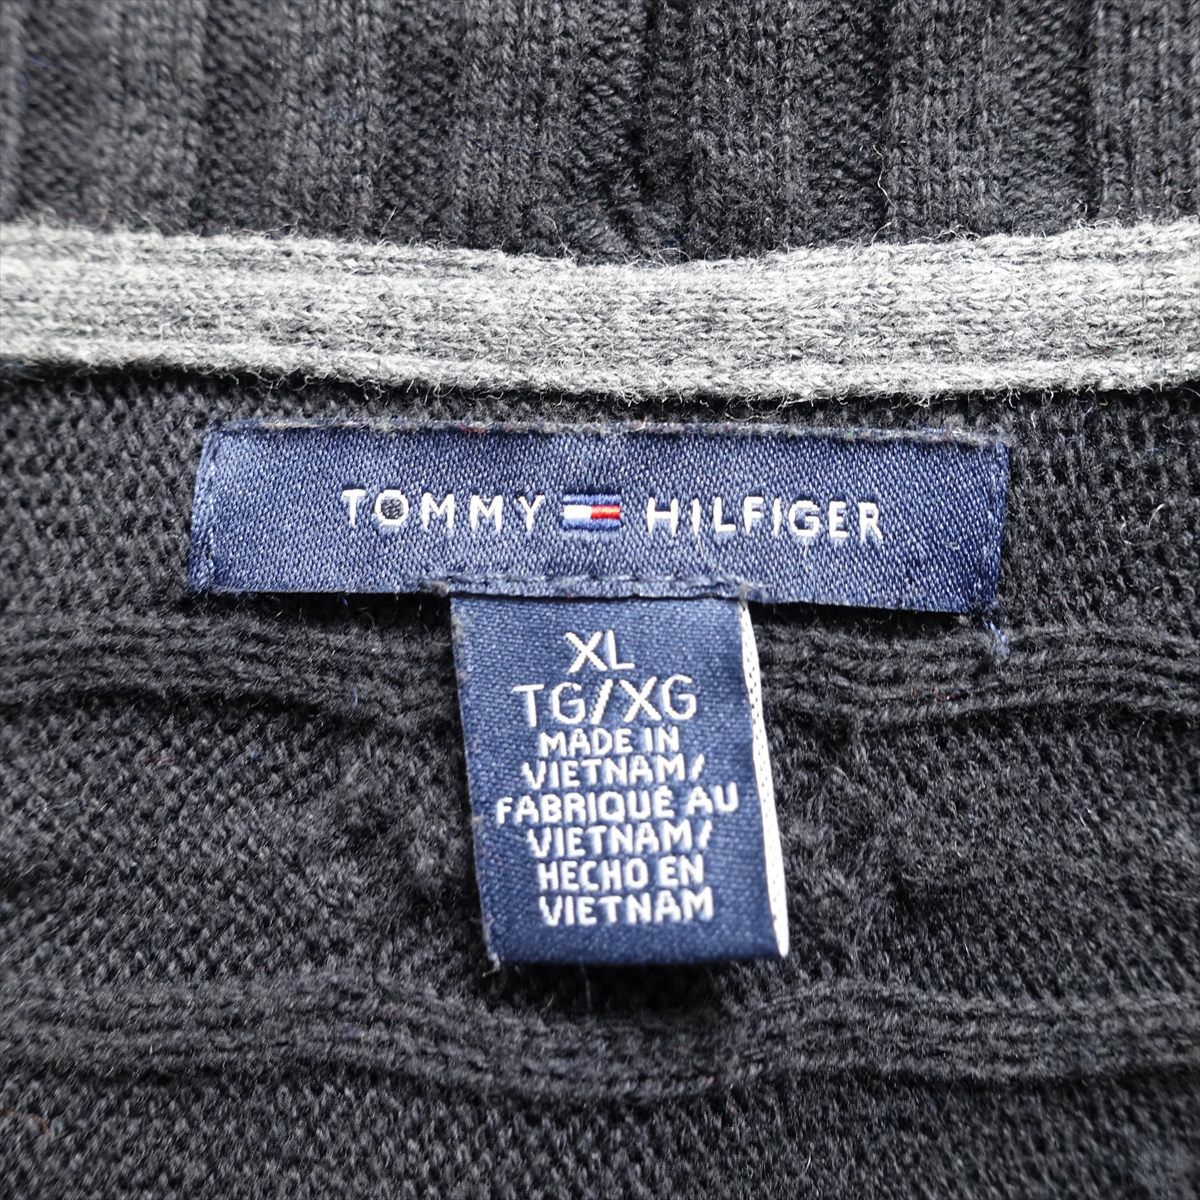 TOMMY HILFIGER
XL
TG/XG
MADE IN
VIETNAM/
FABRIQUÉ AU
VIETNAM/
HECHO EN
VIETNAM